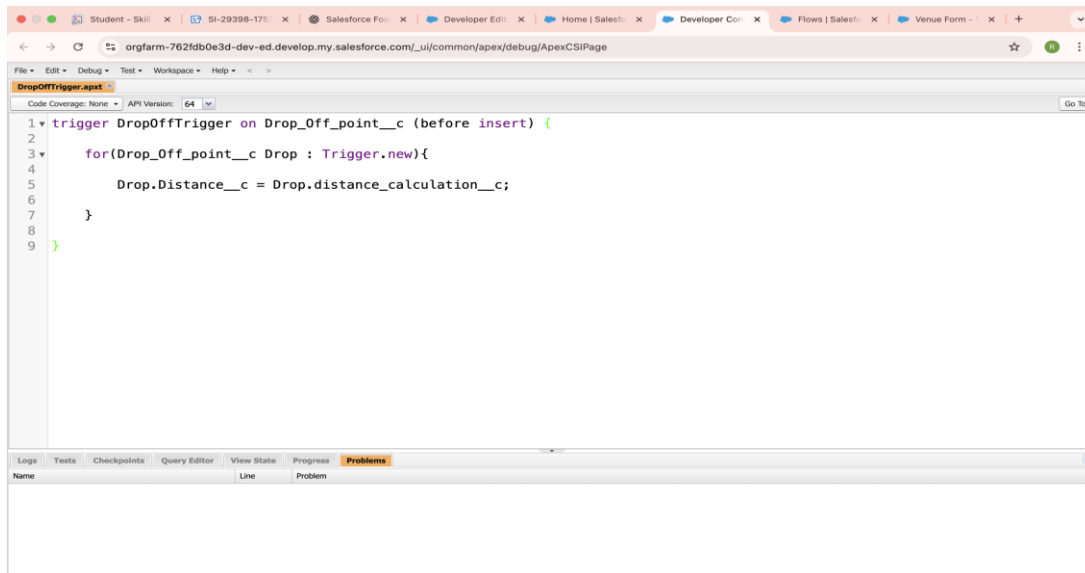 Student - Skill
SI-29398-175
Salesforce Foo
Developer Edit
Home | Salesfo
Developer Con
Flows | Salesfo
Venue Form -
orgfarm-762fdb0e3d-dev-ed.develop.my.salesforce.com/_ui/common/apex/debug/ApexCSIPage
R
File Edit Debug Test Workspace Help < >
DropOffTrigger.apxt
Code Coverage: None API Version: 64 Go To
1 trigger DropOffTrigger on Drop_Off_point__c (before insert) {
2
3 for(Drop_Off_point__c Drop : Trigger.new){
4
5 Drop.Distance__c = Drop.distance_calculation__c;
6
7 }
8
9 }
Logs Tests Checkpoints Query Editor View State Progress Problems
Name Line Problem